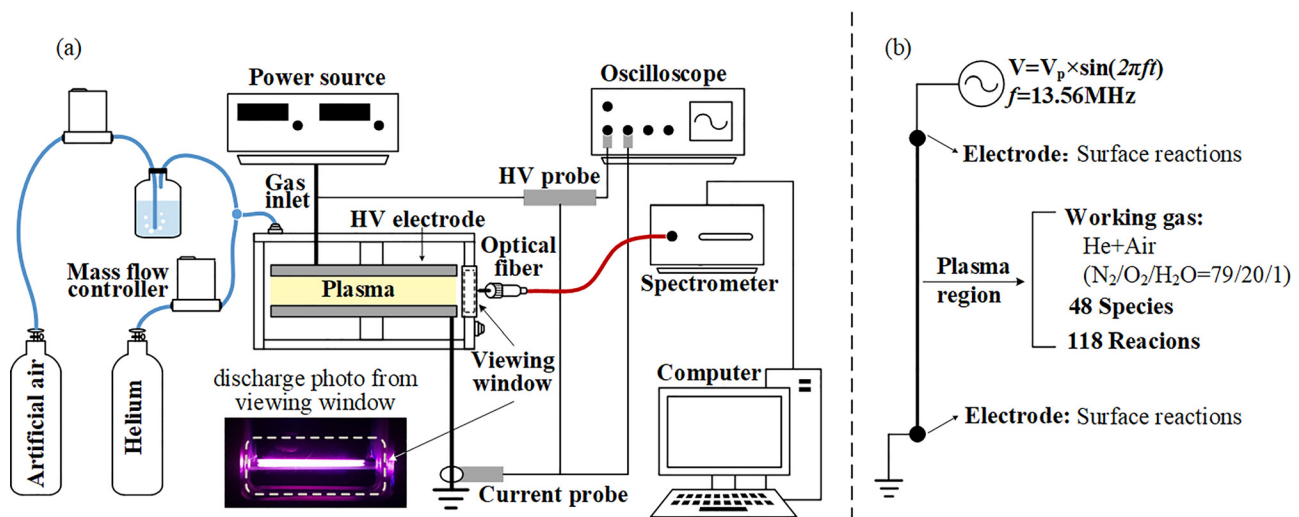 (a)
Power source
Oscilloscope
Gas
inlet
HV probe
HV electrode
Optical
fiber
Mass flow
controller
Plasma
Spectrometer
Viewing
window
discharge photo from
viewing window
Computer
Artificial air
Helium
Current probe
(b)
V=Vₚ×sin(2πft)
f=13.56MHz
Electrode: Surface reactions
Working gas:
He+Air
(N₂/O₂/H₂O=79/20/1)
Plasma
region
48 Species
118 Reacions
Electrode: Surface reactions